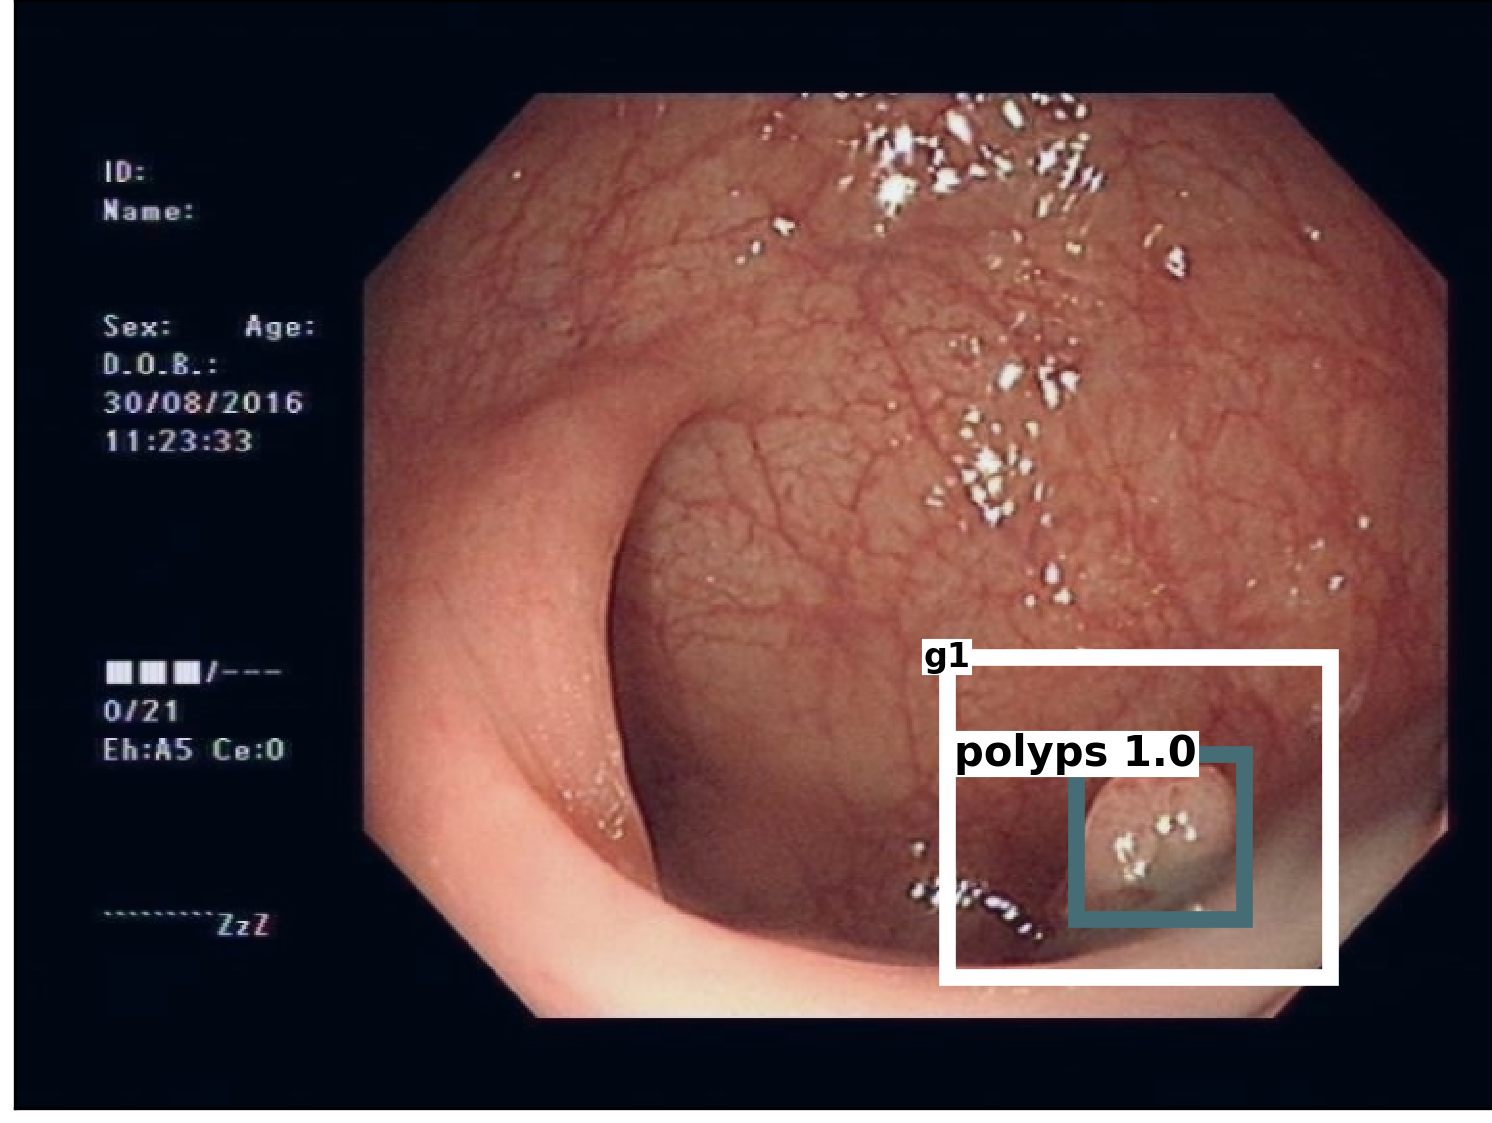 ID:
Name:
Sex: Age:
D.O.B.:
30/08/2016
11:23:33
g1
/---
polyps 1.0
0/21
Eh:A5 Ce:0
ZzZ